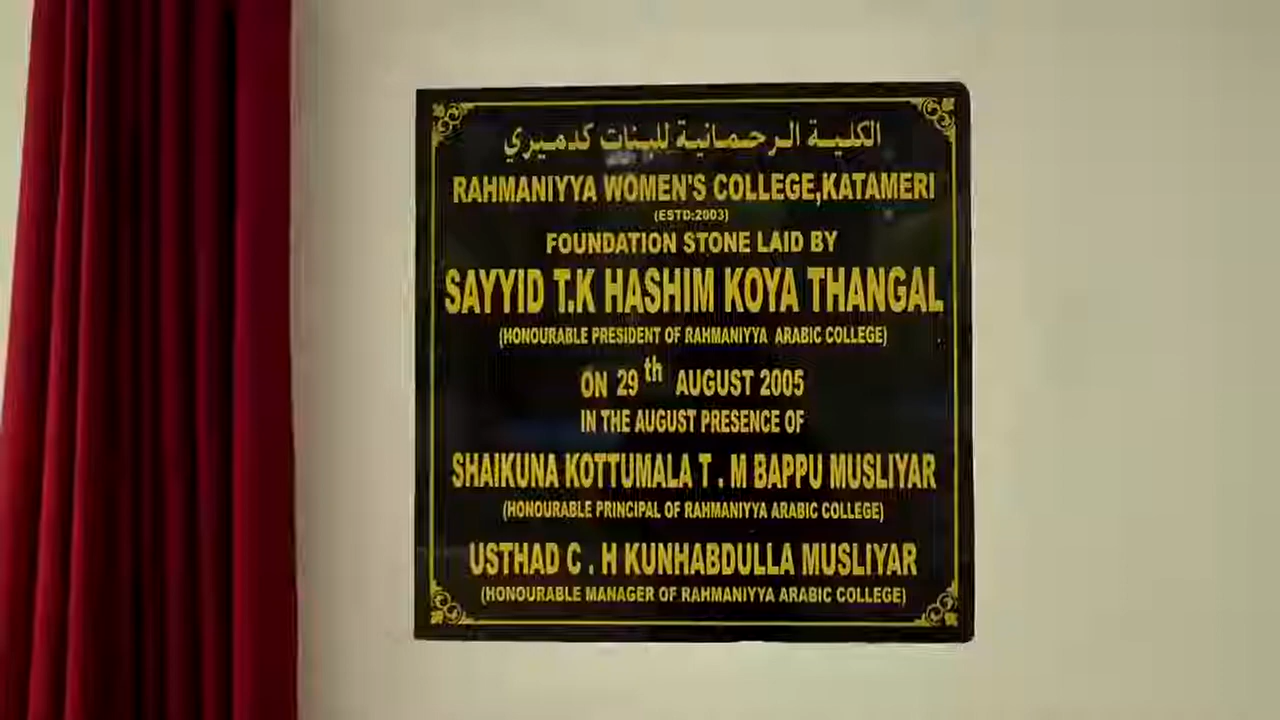 الكلية الرحمانية للبنات كدميري
RAHMANIYYA WOMEN'S COLLEGE,KATAMERI
(ESTD:2003)
FOUNDATION STONE LAID BY
SAYYID T.K HASHIM KOYA THANGAL
(HONOURABLE PRESIDENT OF RAHMANIYYA ARABIC COLLEGE)
ON 29th AUGUST 2005
IN THE AUGUST PRESENCE OF
SHAIKUNA KOTTUMALA T . M BAPPU MUSLIYAR
(HONOURABLE PRINCIPAL OF RAHMANIYYA ARABIC COLLEGE)
USTHAD C . H KUNHABDULLA MUSLIYAR
(HONOURABLE MANAGER OF RAHMANIYYA ARABIC COLLEGE)